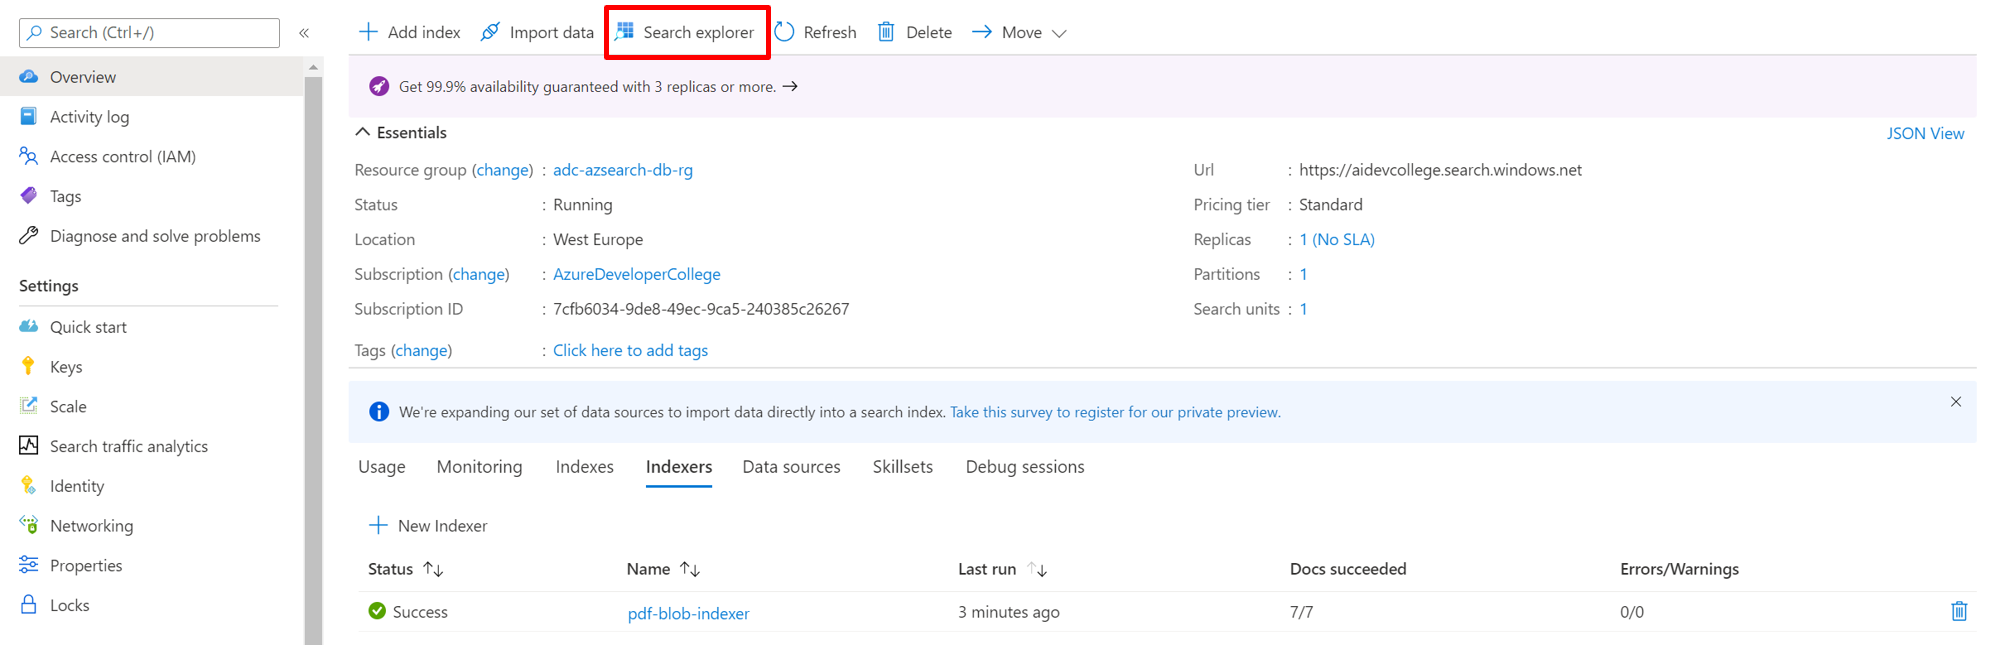 Search (Ctrl+/)
«
Overview
Activity log
Access control (IAM)
Tags
Diagnose and solve problems
Settings
Quick start
Keys
Scale
Search traffic analytics
Identity
Networking
Properties
Locks
Add index Import data Search explorer Refresh Delete Move
Get 99.9% availability guaranteed with 3 replicas or more. →
Essentials
JSON View
Resource group (change) : adc-azsearch-db-rg
Status : Running
Location : West Europe
Subscription (change) : AzureDeveloperCollege
Subscription ID : 7cfb6034-9de8-49ec-9ca5-240385c26267
Tags (change) : Click here to add tags
Url : https://aidevcollege.search.windows.net
Pricing tier : Standard
Replicas : 1 (No SLA)
Partitions : 1
Search units : 1
We're expanding our set of data sources to import data directly into a search index. Take this survey to register for our private preview.
Usage Monitoring Indexes Indexers Data sources Skillsets Debug sessions
New Indexer
Status ↑↓ Name ↑↓ Last run ↑↓ Docs succeeded Errors/Warnings
Success pdf-blob-indexer 3 minutes ago 7/7 0/0